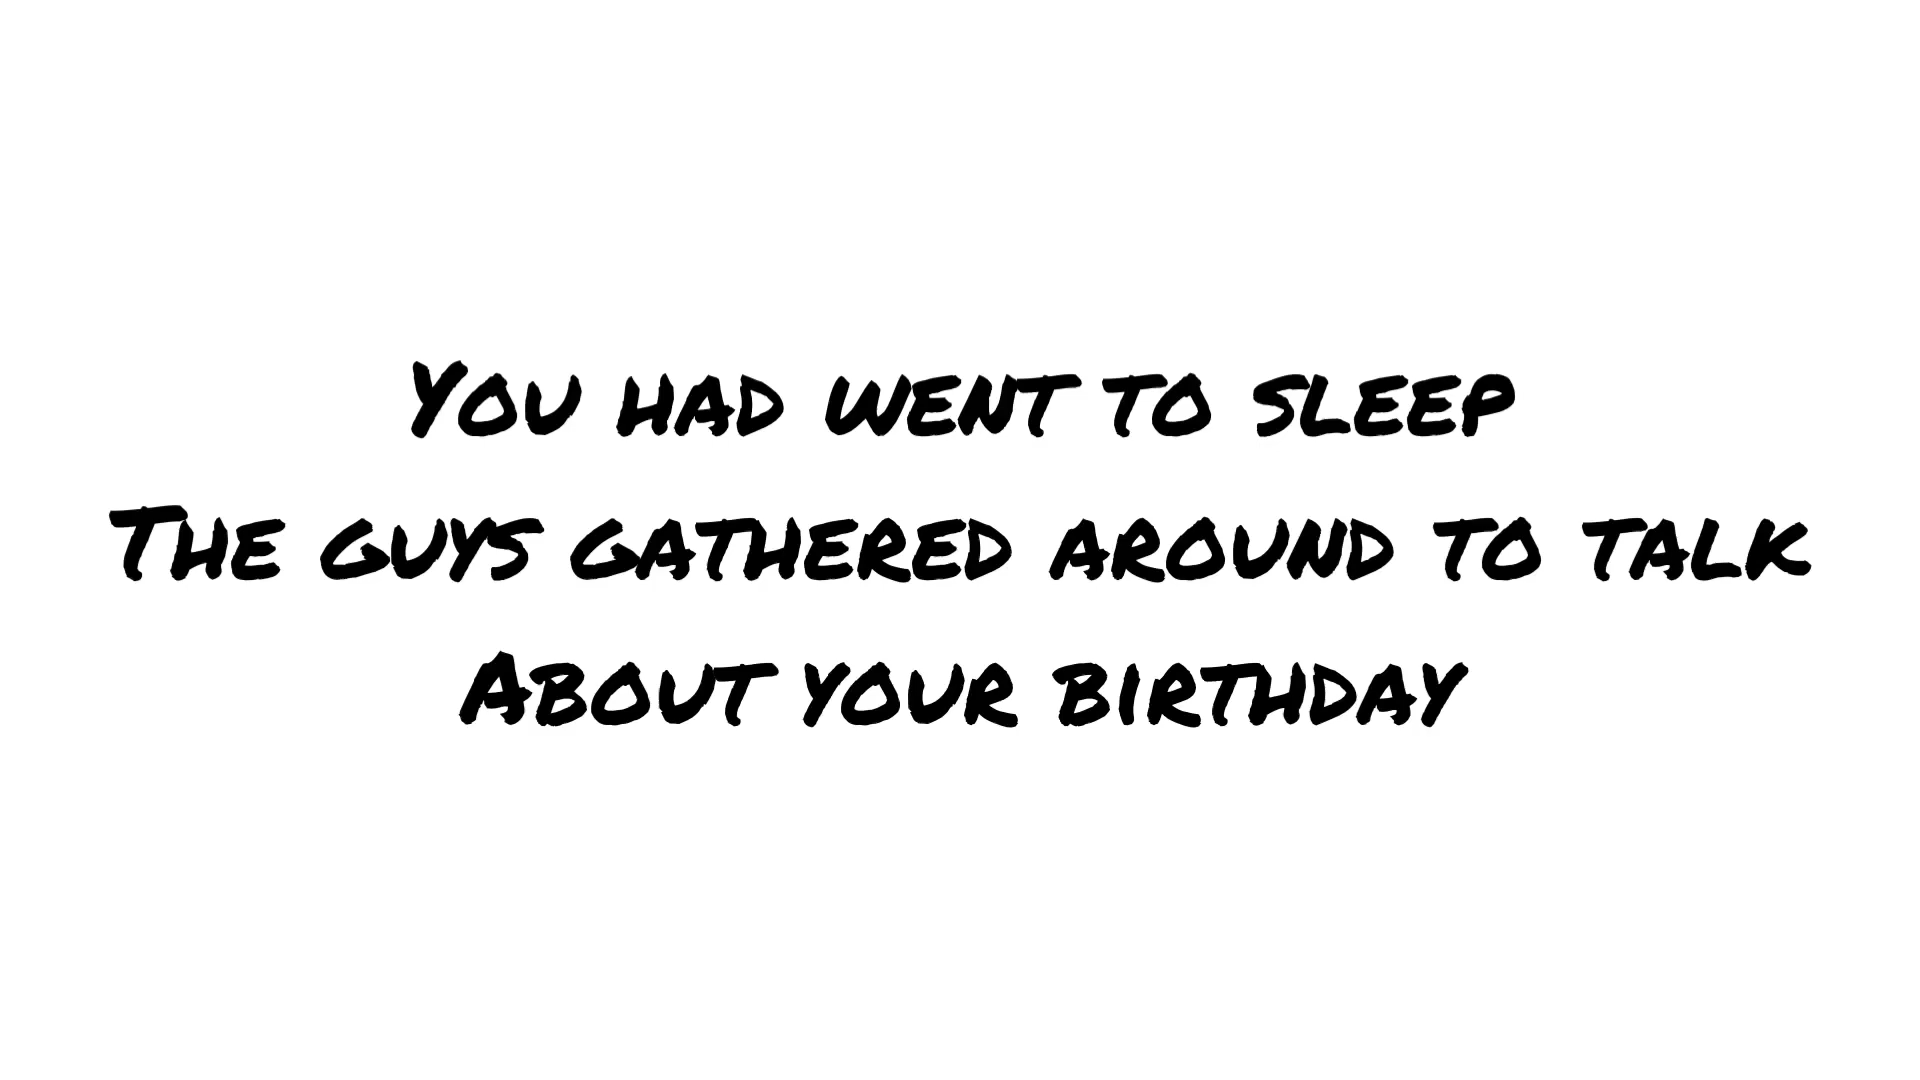 You had went to sleep
The guys gathered around to talk
About your birthday